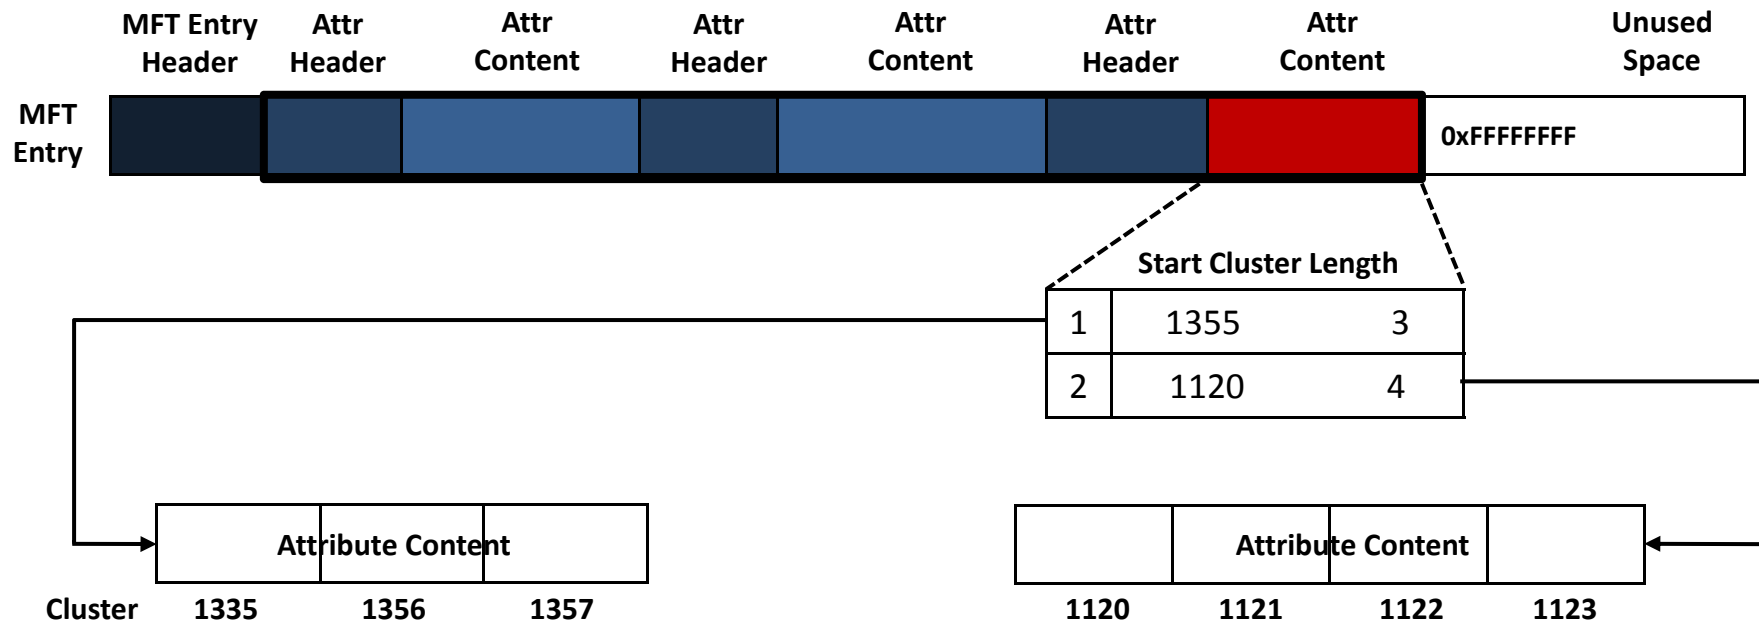 MFT Entry
Header
Attr
Header
Attr
Content
Attr
Header
Attr
Content
Attr
Header
Attr
Content
Unused
Space
MFT
Entry
0xFFFFFFFF
Start Cluster Length
1 1355 3
2 1120 4
Attribute Content
Attribute Content
Cluster 1335 1356 1357 1120 1121 1122 1123